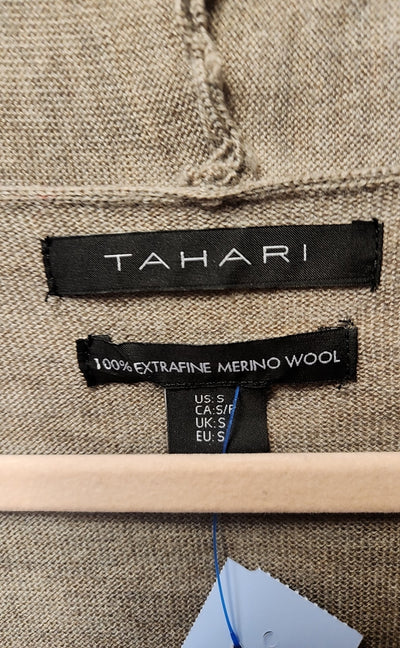 TAHARI
100% EXTRAFINE MERINO WOOL
US: S
CA: S/P
UK: S
EU: S